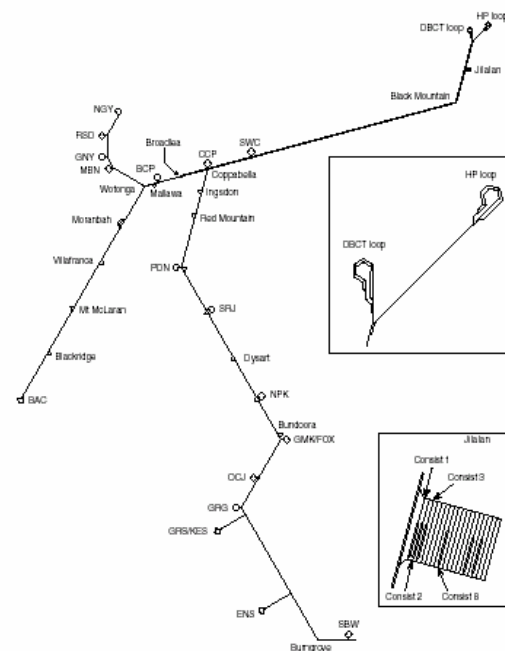 HP loop
DBCT loop
Jilalan
Black Mountain
NGY
RSD
GNY
MBN
Broadlea
BCP
CCP
SWC
Wotonga
Mallawa
Coppabella
Ingsdon
Red Mountain
Moranbah
Villafranca
PDN
Mt McLaran
SRJ
Blackridge
Dysart
BAC
NPK
Bundoora
GMK/FOX
OCJ
GRG
GRS/KES
ENS
SBW
Burngrove
HP loop
DBCT loop
Jilalan
Consist 1
Consist 3
Consist 2
Consist 8